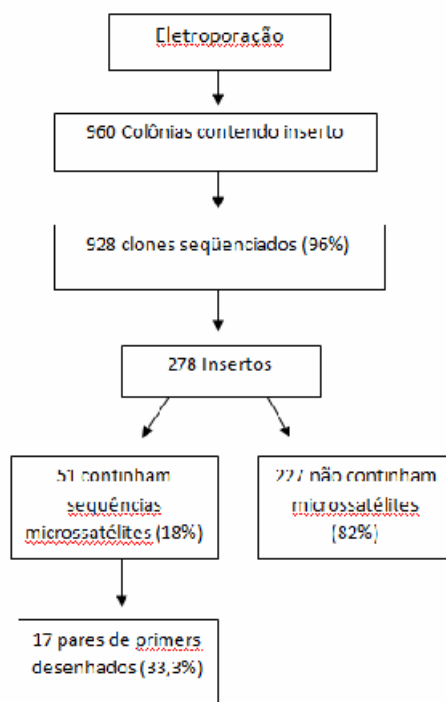 Eletroporação
960 Colônias contendo inserto
928 clones seqüenciados (96%)
278 Insertos
51 continham
sequências
microssatélites (18%)
227 não continham
microssatélites
(82%)
17 pares de primers
desenhados (33,3%)